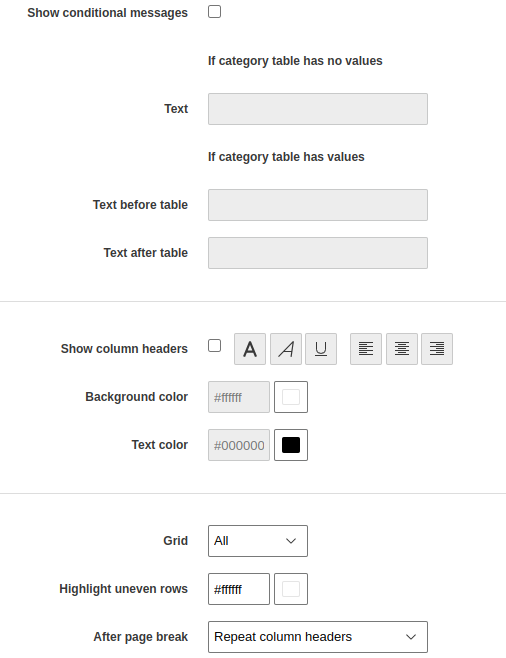 Show conditional messages
If category table has no values
Text
If category table has values
Text before table
Text after table
Show column headers A A U
Background color #ffffff
Text color #000000
Grid All
Highlight uneven rows #ffffff
After page break Repeat column headers